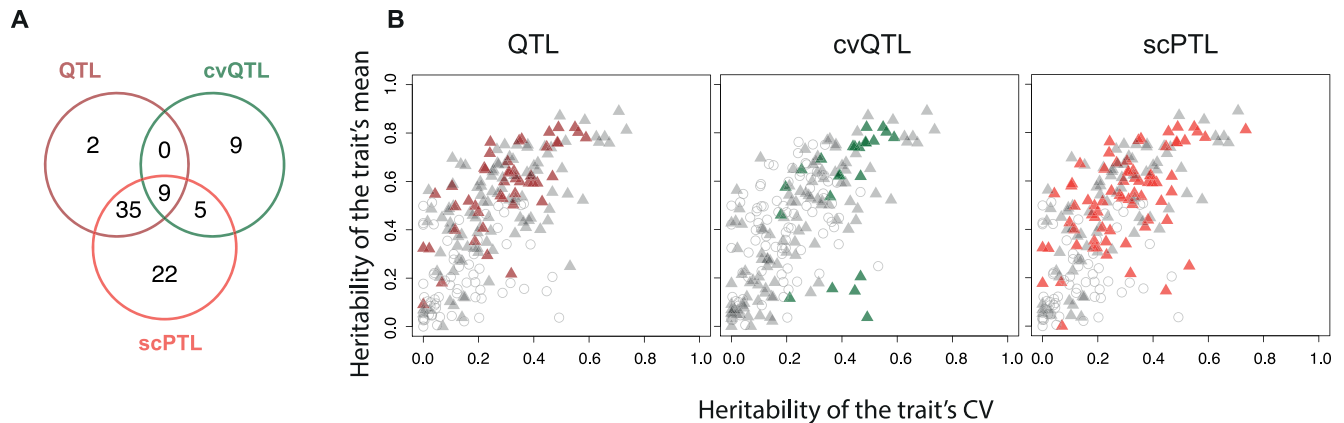 A
QTL
cvQTL
2
0
9
9
35
5
22
scPTL
B
QTL
cvQTL
scPTL
Heritability of the trait's mean
1.0
0.8
0.6
0.4
0.2
0.0
0.0 0.2 0.4 0.6 0.8 1.0
0.0 0.2 0.4 0.6 0.8 1.0
0.0 0.2 0.4 0.6 0.8 1.0
Heritability of the trait's CV